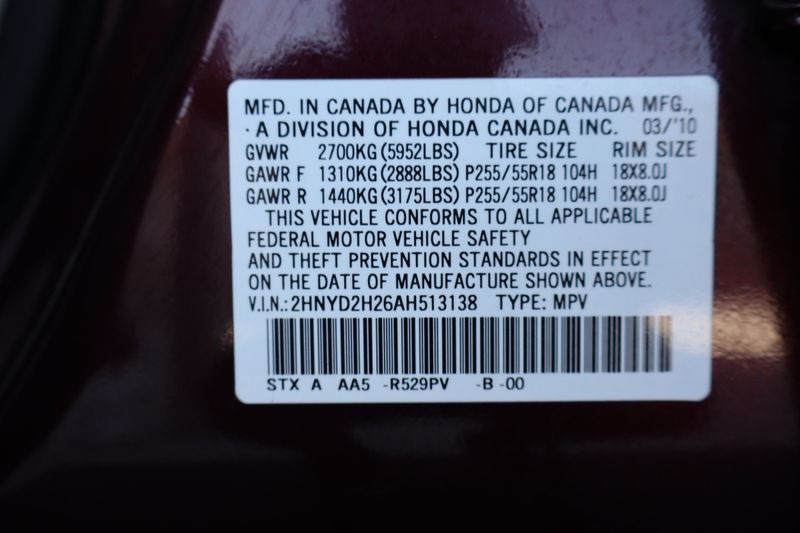 MFD. IN CANADA BY HONDA OF CANADA MFG.,
· A DIVISION OF HONDA CANADA INC. 03/'10
GVWR 2700KG(5952LBS) TIRE SIZE RIM SIZE
GAWR F 1310KG(2888LBS) P255/55R18 104H 18X8.0J
GAWR R 1440KG(3175LBS) P255/55R18 104H 18X8.0J
THIS VEHICLE CONFORMS TO ALL APPLICABLE
FEDERAL MOTOR VEHICLE SAFETY
AND THEFT PREVENTION STANDARDS IN EFFECT
ON THE DATE OF MANUFACTURE SHOWN ABOVE.
V.I.N.: 2HNYD2H26AH513138 TYPE: MPV
STX A AA5 -R529PV -B -00